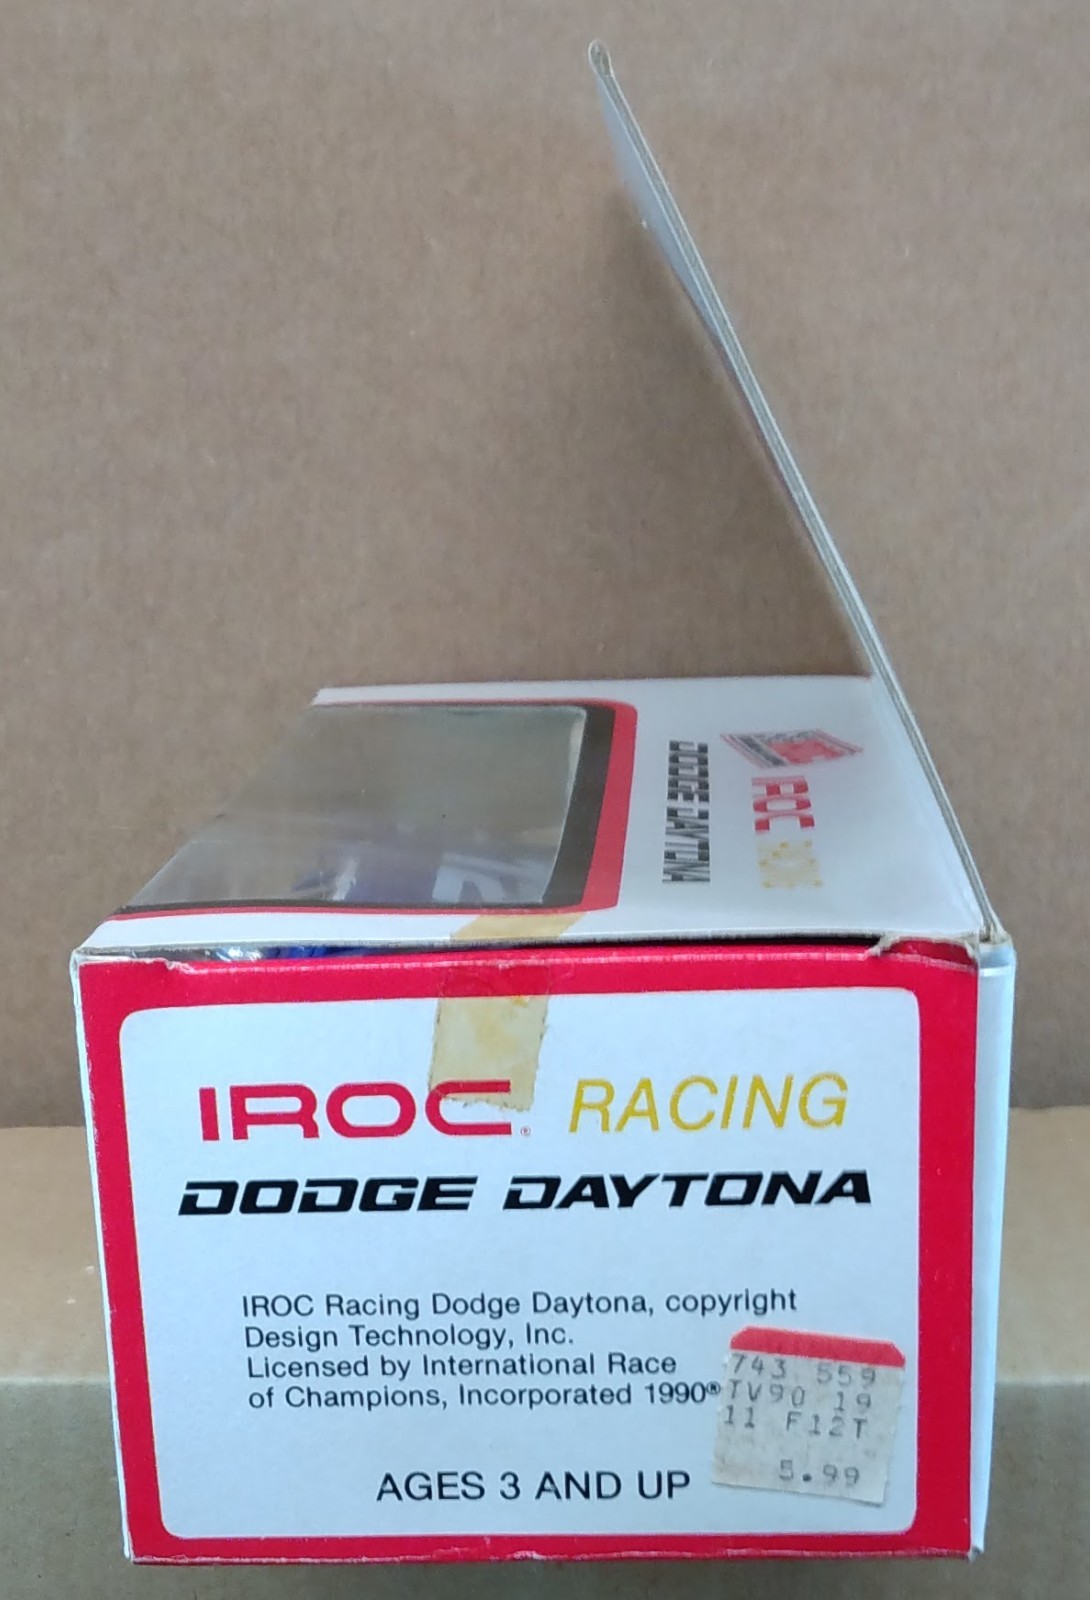 DODGE DAYTONA
IROC RACING
IROC® RACING
DODGE DAYTONA
IROC Racing Dodge Daytona, copyright
Design Technology, Inc.
Licensed by International Race
of Champions, Incorporated 1990®
AGES 3 AND UP
743 559
TV90 19
11 F12T
5.99